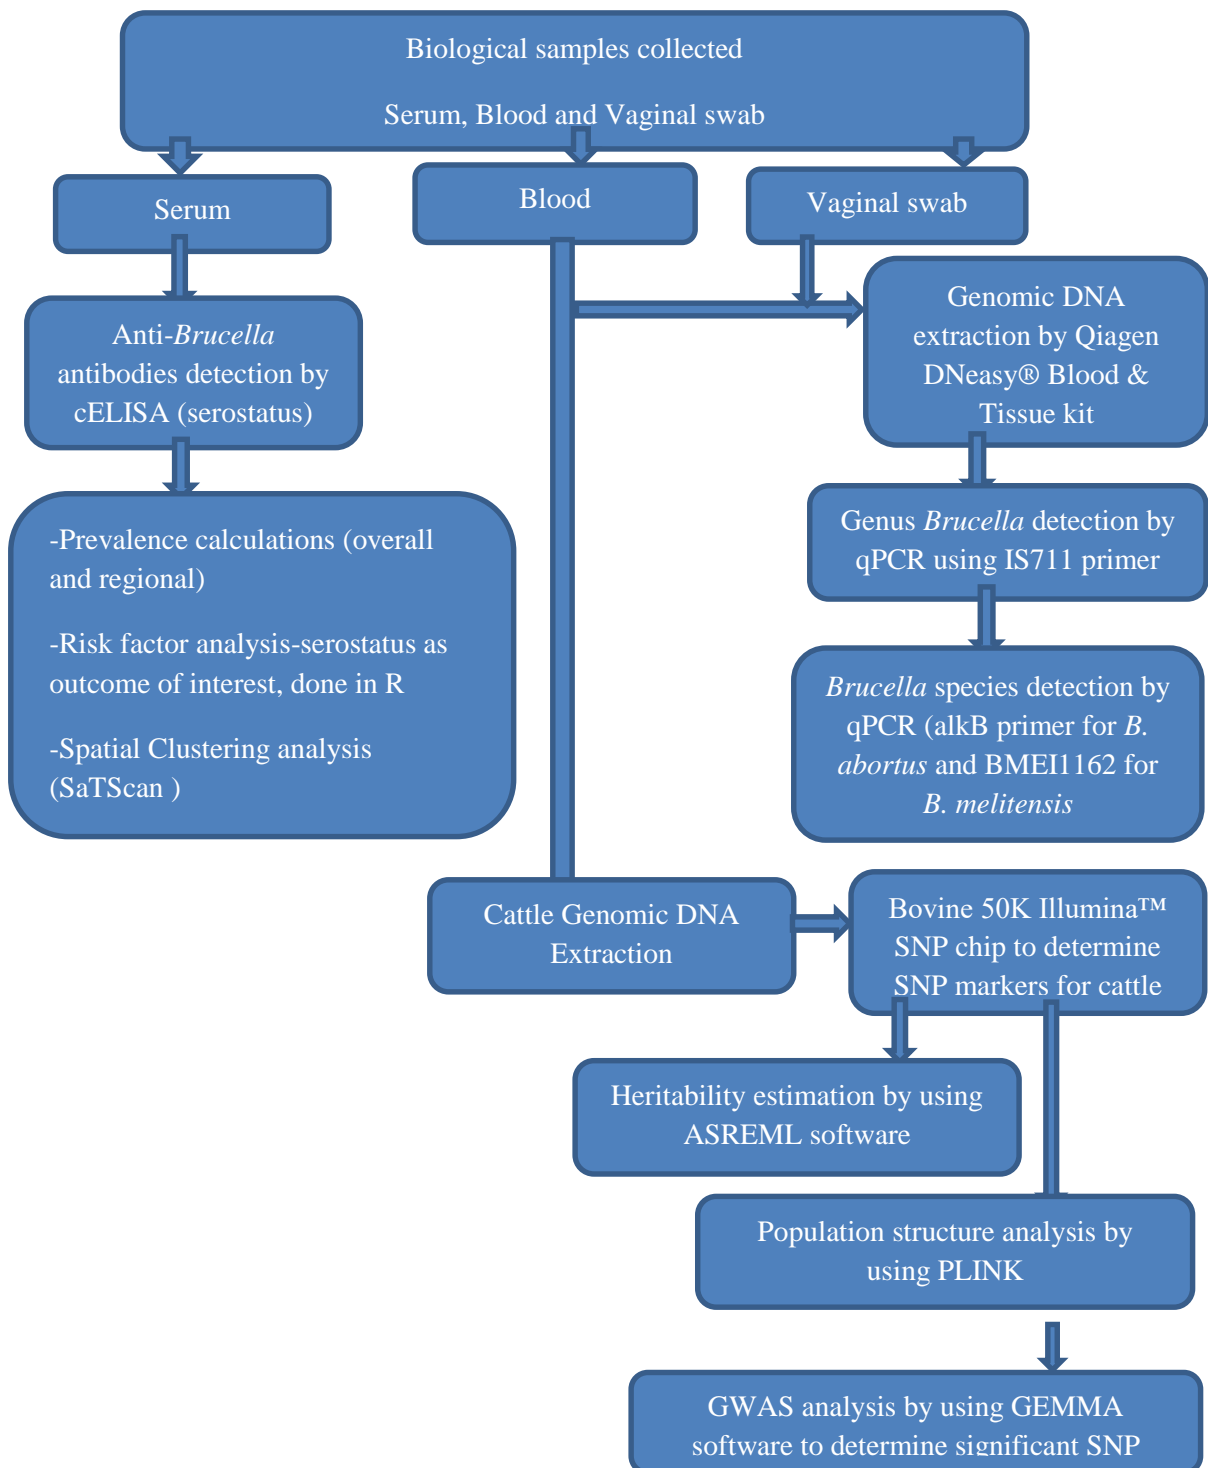 Biological samples collected
Serum, Blood and Vaginal swab
Serum
Blood
Vaginal swab
Anti-Brucella
antibodies detection by
cELISA (serostatus)
Genomic DNA
extraction by Qiagen
DNeasy® Blood &
Tissue kit
Genus Brucella detection by
qPCR using IS711 primer
-Prevalence calculations (overall
and regional)
-Risk factor analysis-serostatus as
outcome of interest, done in R
-Spatial Clustering analysis
(SaTScan )
Brucella species detection by
qPCR (alkB primer for B.
abortus and BMEI1162 for
B. melitensis
Cattle Genomic DNA
Extraction
Bovine 50K Illumina™
SNP chip to determine
SNP markers for cattle
Heritability estimation by using
ASREML software
Population structure analysis by
using PLINK
GWAS analysis by using GEMMA
software to determine significant SNP